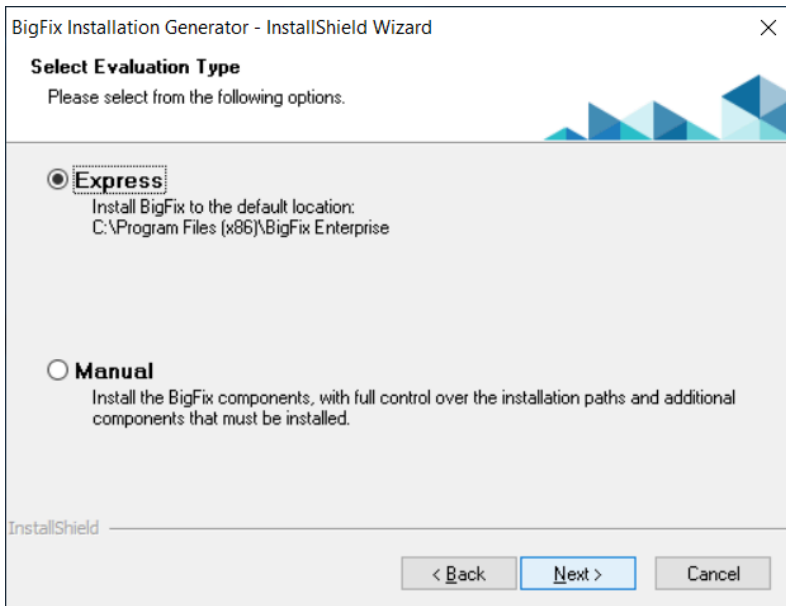 BigFix Installation Generator - InstallShield Wizard
Select Evaluation Type
Please select from the following options.
Express
Install BigFix to the default location:
C:\Program Files (x86)\BigFix Enterprise
Manual
Install the BigFix components, with full control over the installation paths and additional
components that must be installed.
InstallShield
< Back Next > Cancel